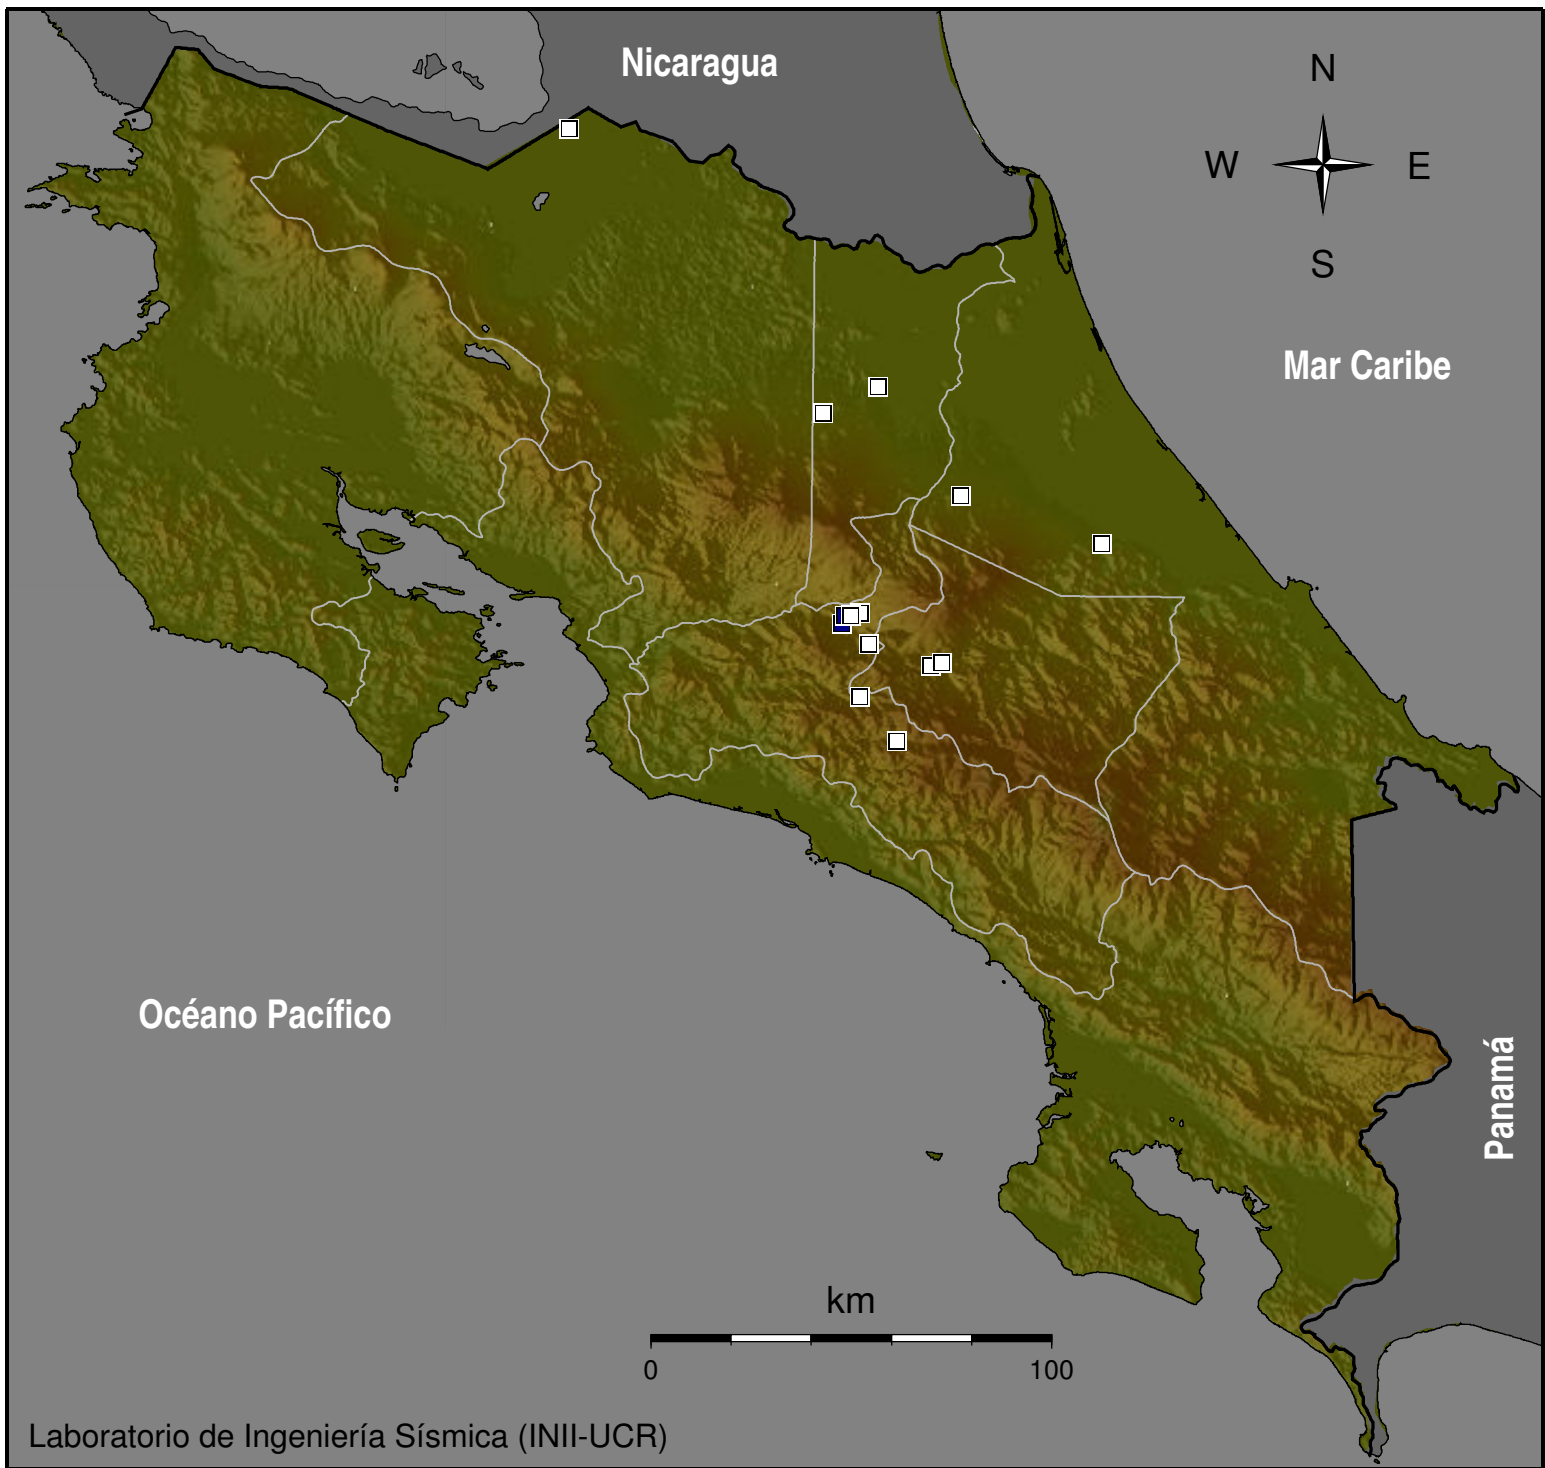 Nicaragua
N
W
E
S
Mar Caribe
Océano Pacífico
Panamá
km
0
100
Laboratorio de Ingeniería Sísmica (INII-UCR)